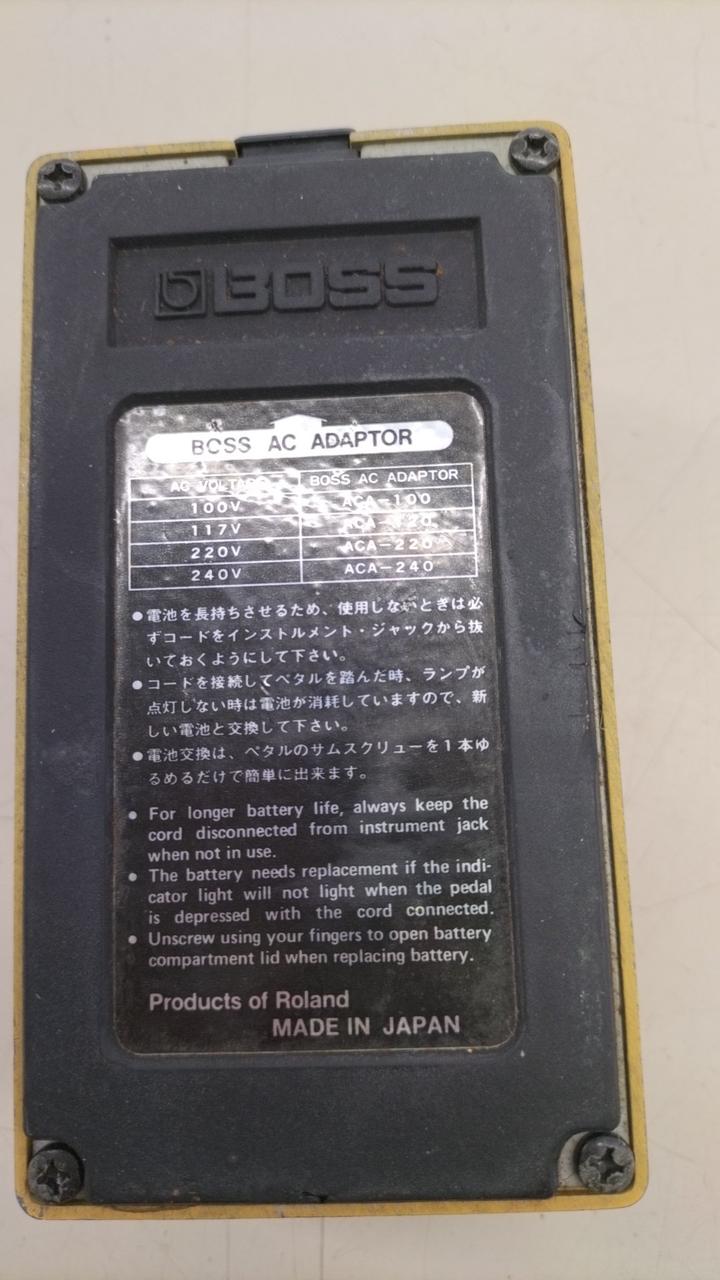 BOSS
BOSS AC ADAPTOR
AC VOLTAGE BOSS AC ADAPTOR
100V ACA-100
117V ACA-120
220V ACA-220
240V ACA-240
●電池を長持ちさせるため、使用しないときは必
ずコードをインストルメント・ジャックから抜
いておくようにして下さい。
●コードを接続してペタルを踏んだ時、ランプが
点灯しない時は電池が消耗していますので、新
しい電池と交換して下さい。
●電池交換は、ペタルのサムスクリューを1本ゆ
るめるだけで簡単に出来ます。
● For longer battery life, always keep the
cord disconnected from instrument jack
when not in use.
● The battery needs replacement if the indi-
cator light will not light when the pedal
is depressed with the cord connected.
● Unscrew using your fingers to open battery
compartment lid when replacing battery.
Products of Roland
MADE IN JAPAN